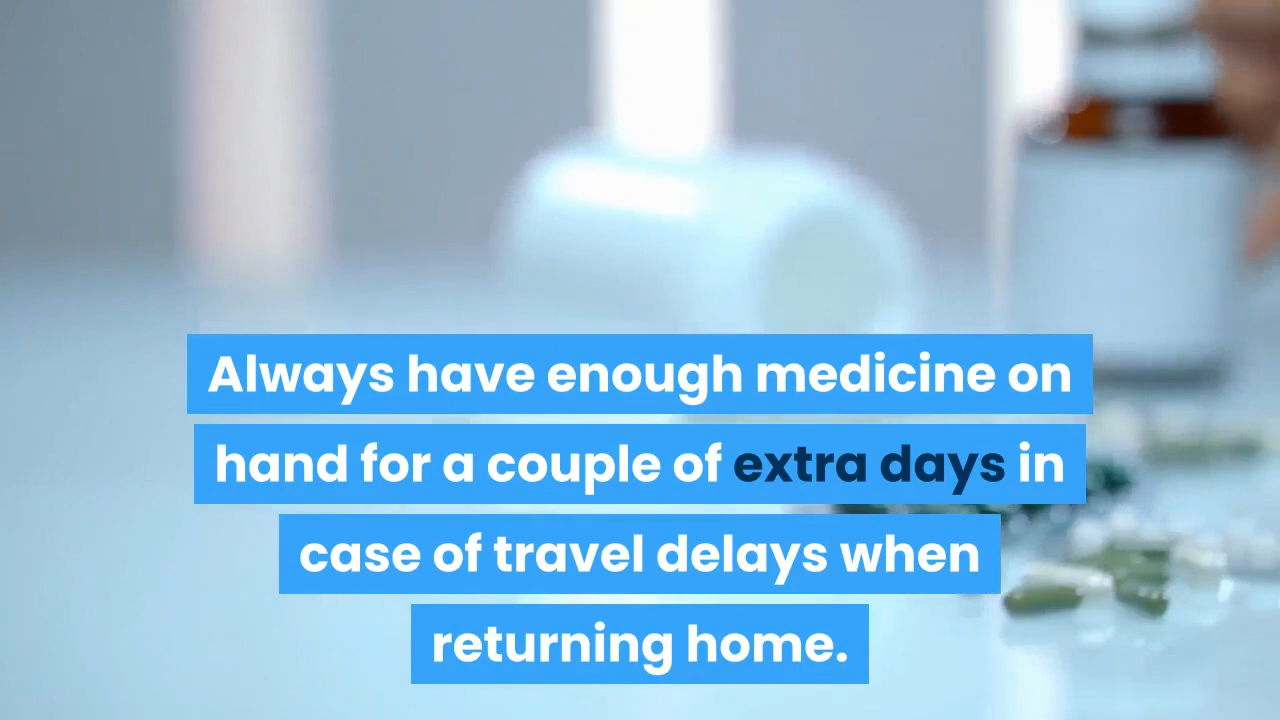 Always have enough medicine on
hand for a couple of extra days in
case of travel delays when
returning home.